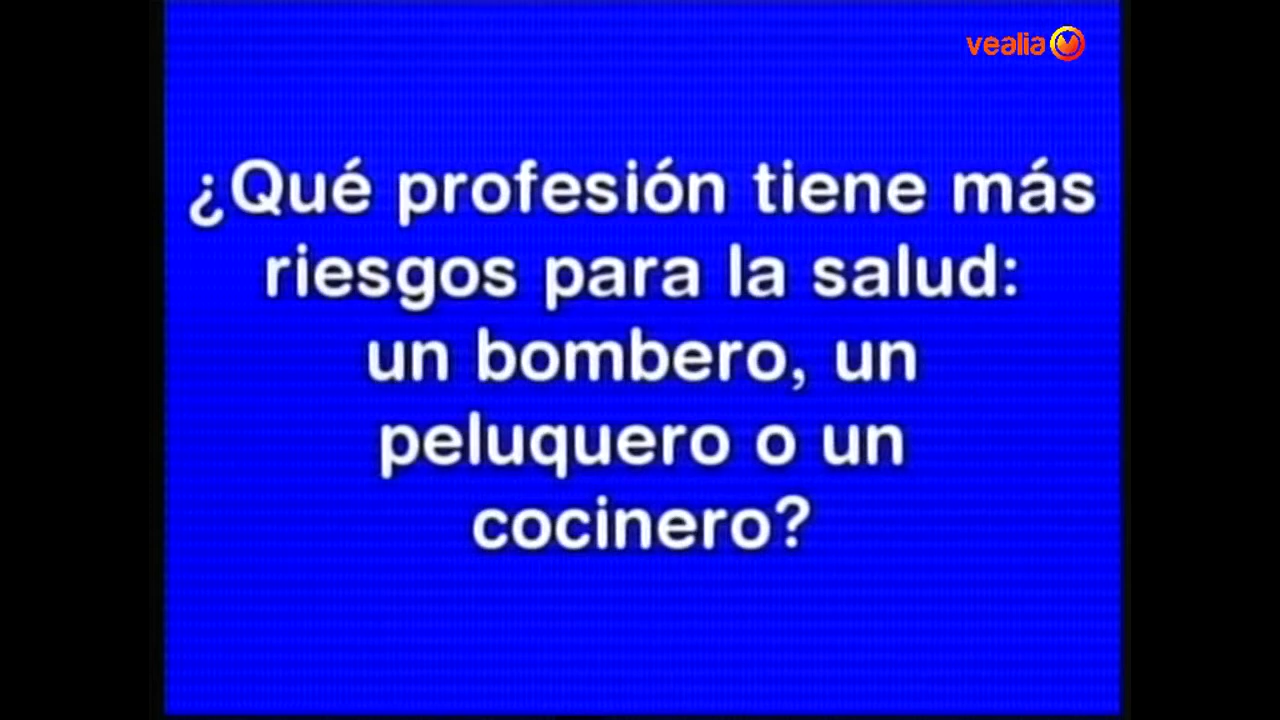 vealia
¿Qué profesión tiene más
riesgos para la salud:
un bombero, un
peluquero o un
cocinero?